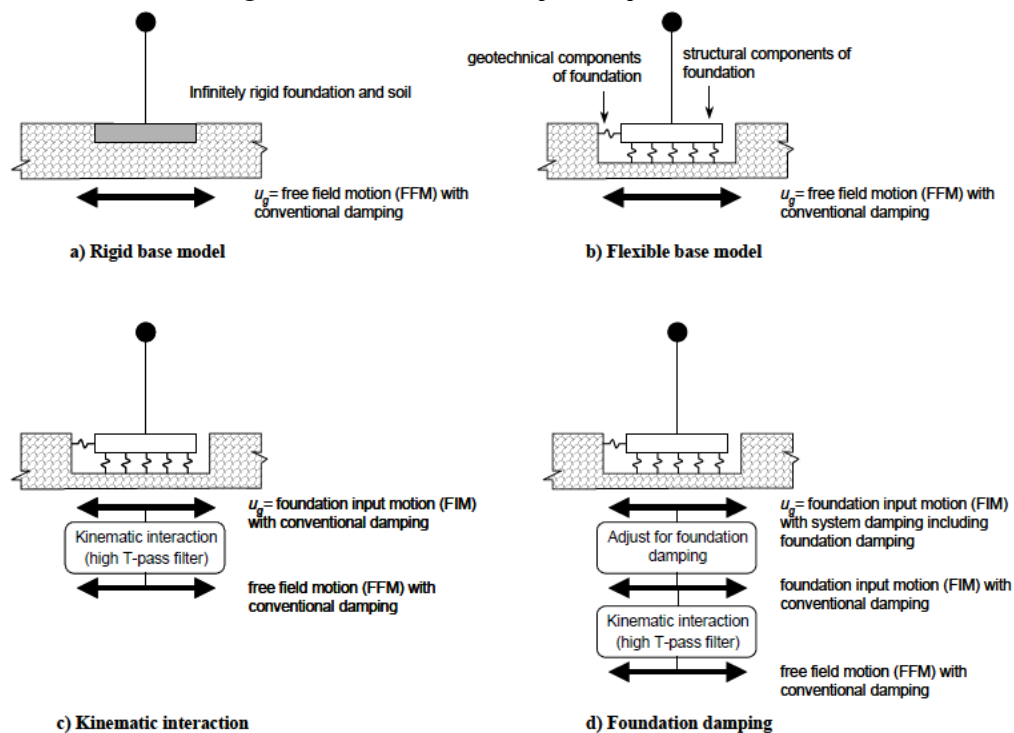 Infinitely rigid foundation and soil
u_g= free field motion (FFM) with
conventional damping
a) Rigid base model
geotechnical components
of foundation
structural components of
foundation
u_g= free field motion (FFM) with
conventional damping
b) Flexible base model
u_g= foundation input motion (FIM)
with conventional damping
Kinematic interaction
(high T-pass filter)
free field motion (FFM) with
conventional damping
c) Kinematic interaction
u_g= foundation input motion (FIM)
with system damping including
foundation damping
Adjust for foundation
damping
foundation input motion (FIM) with
conventional damping
Kinematic interaction
(high T-pass filter)
free field motion (FFM) with
conventional damping
d) Foundation damping